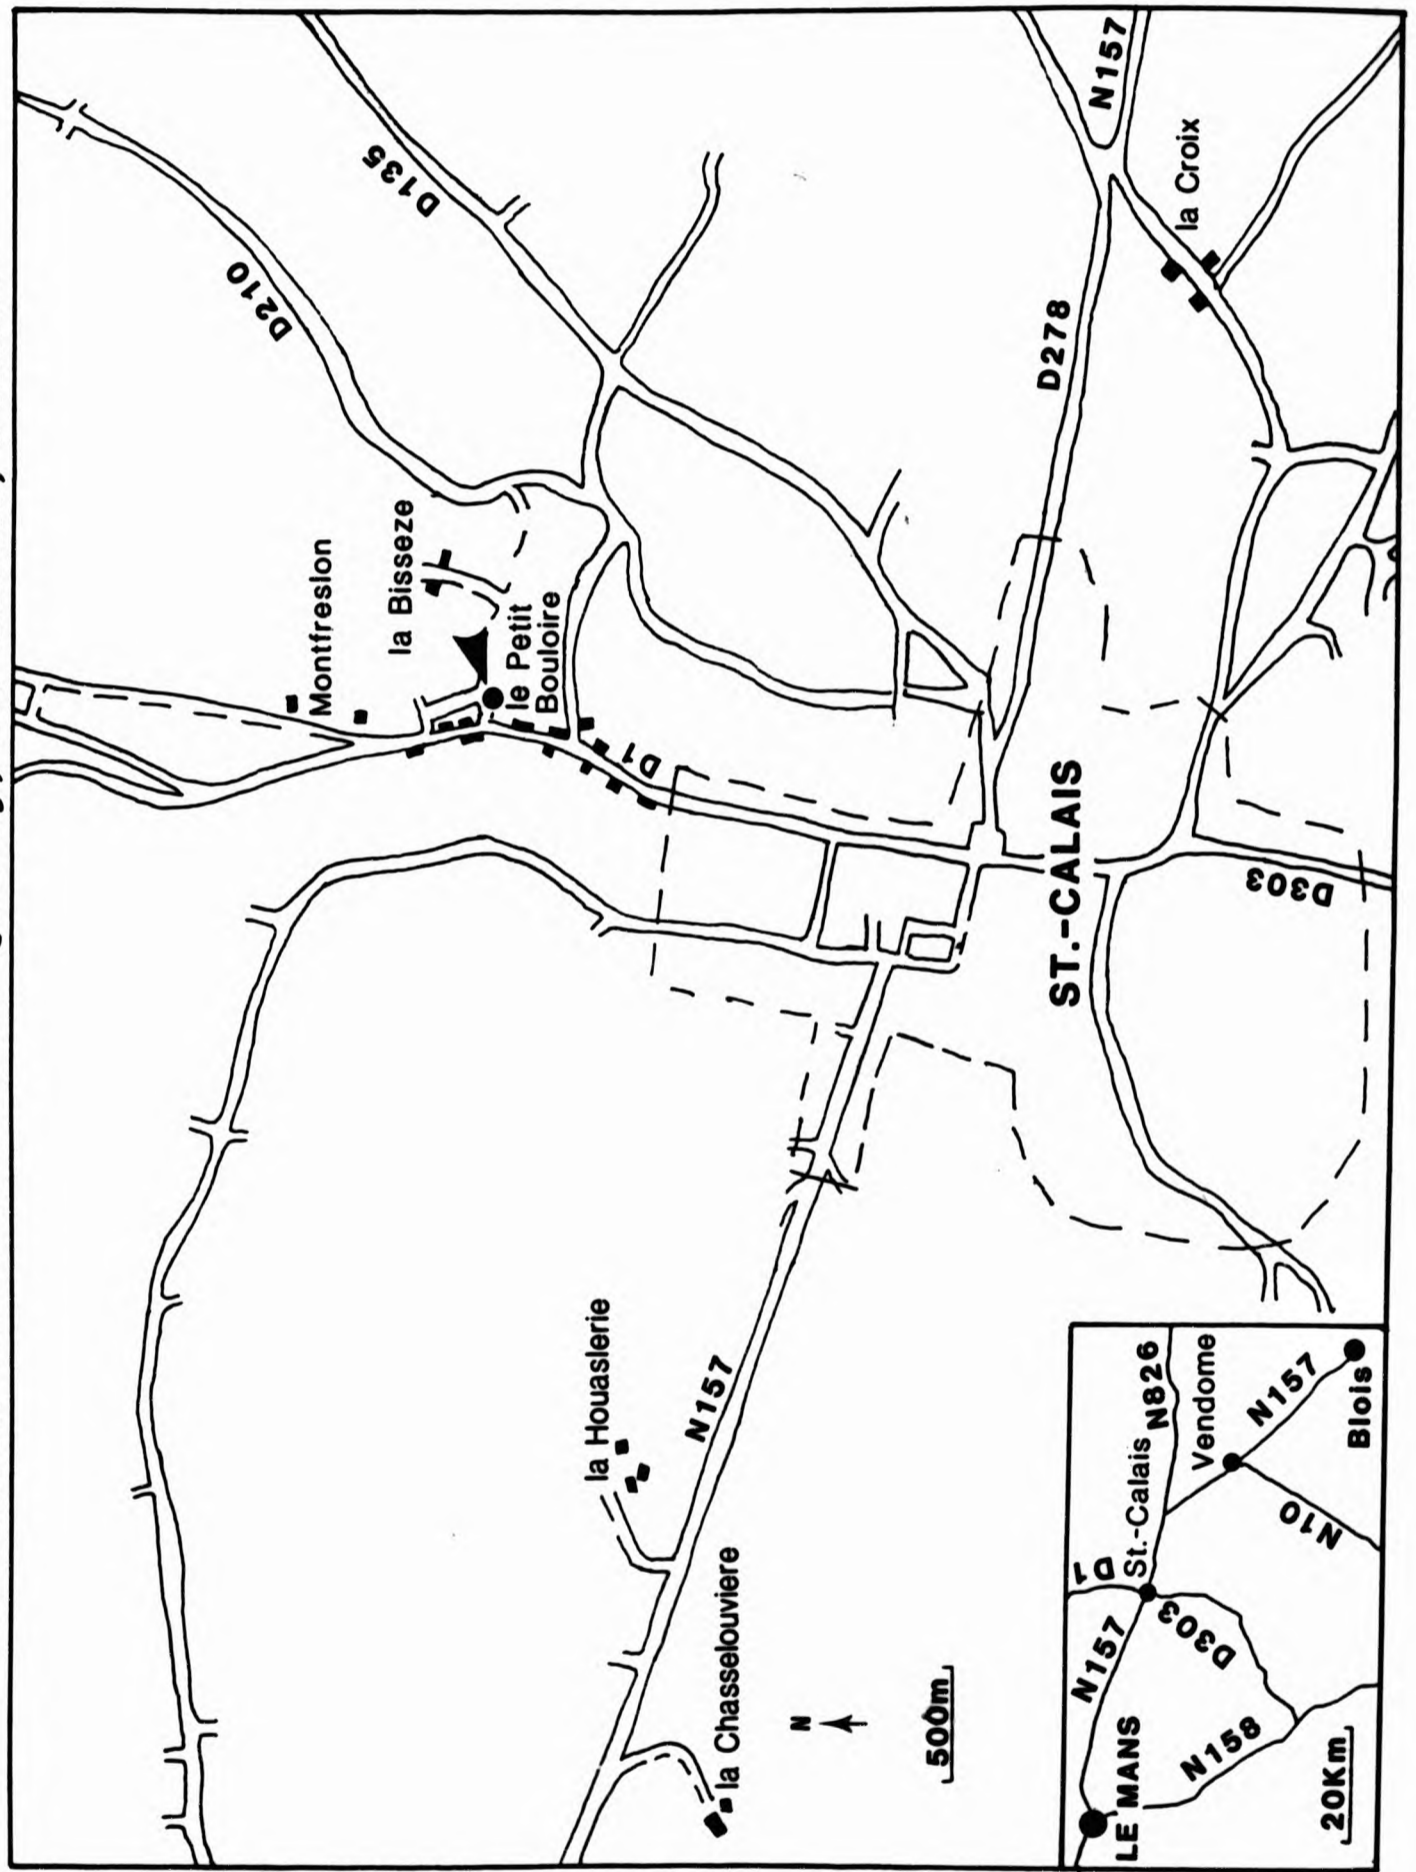 D210
D135
N157
Montfreslon
la Bisseze
le Petit
Bouloire
D1
la Croix
D278
ST.-CALAIS
D303
la Houaslerie
N157
la Chasselouviere
N
500m
LE MANS
N157
D1
St.-Calais
N826
Vendome
N157
Blois
N10
D303
N158
20Km